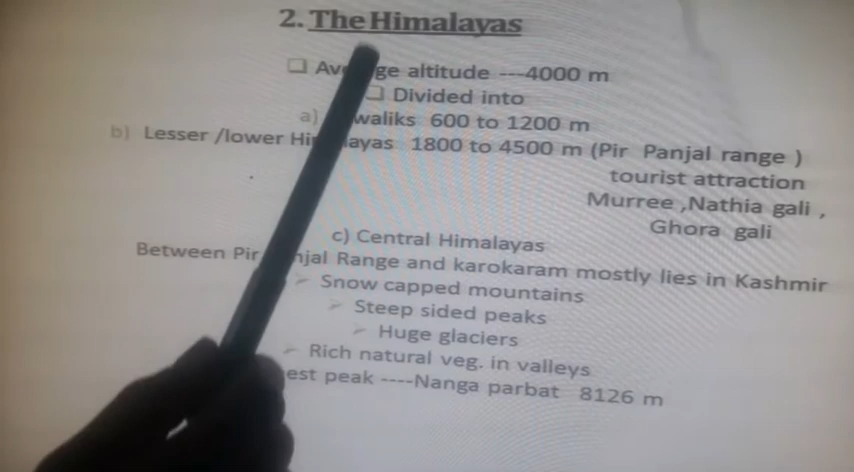 2. The Himalayas
❑ Av ge altitude ---4000 m
❑ Divided into
a) waliks 600 to 1200 m
b) Lesser /lower Hi ayas 1800 to 4500 m (Pir Panjal range )
tourist attraction
Murree ,Nathia gali ,
Ghora gali
c) Central Himalayas
Between Pir njal Range and karokaram mostly lies in Kashmir
➢ Snow capped mountains
➢ Steep sided peaks
➢ Huge glaciers
➢ Rich natural veg. in valleys
est peak ----Nanga parbat 8126 m